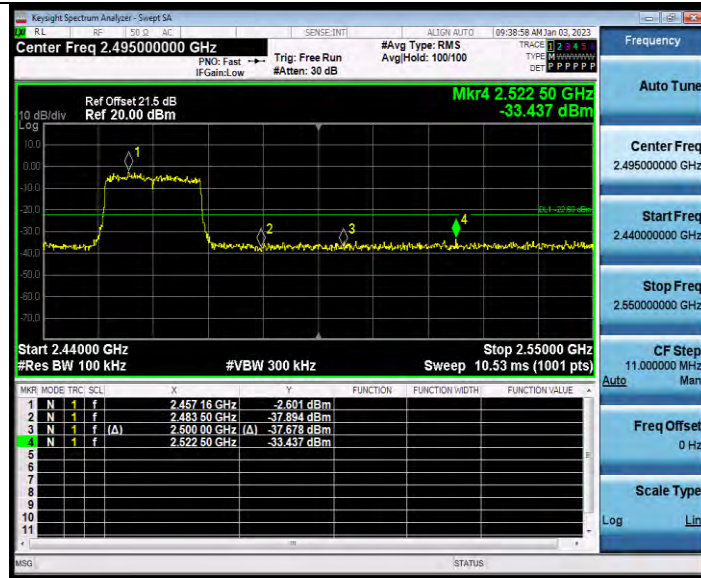 Keysight Spectrum Analyzer - Swept SA
LXI RL RF 50 Ω AC SENSE:INT ALIGN AUTO 09:38:58 AM Jan 03, 2023
Center Freq 2.495000000 GHz
PNO: Fast
IFGain:Low
Trig: Free Run
#Atten: 30 dB
#Avg Type: RMS
Avg|Hold: 100/100
TRACE 1 2 3 4 5 6
TYPE M W W W W W
DET P P P P P P
Ref Offset 21.5 dB
10 dB/div Ref 20.00 dBm
Log
Mkr4 2.522 50 GHz
-33.437 dBm
10.0
0.00
-10.0
-20.0
-30.0
-40.0
-50.0
-60.0
-70.0
1
2
3
4
DL1 -22.60 dBm
Start 2.44000 GHz Stop 2.55000 GHz
#Res BW 100 kHz #VBW 300 kHz Sweep 10.53 ms (1001 pts)
MKR MODE TRC SCL X Y FUNCTION FUNCTION WIDTH FUNCTION VALUE
1 N 1 f 2.457 16 GHz -2.601 dBm
2 N 1 f 2.483 50 GHz -37.894 dBm
3 N 1 f (Δ) 2.500 00 GHz (Δ) -37.678 dBm
4 N 1 f 2.522 50 GHz -33.437 dBm
5
6
7
8
9
10
11
MSG STATUS
Frequency
Auto Tune
Center Freq
2.495000000 GHz
Start Freq
2.440000000 GHz
Stop Freq
2.550000000 GHz
CF Step
11.000000 MHz
Auto Man
Freq Offset
0 Hz
Scale Type
Log Lin